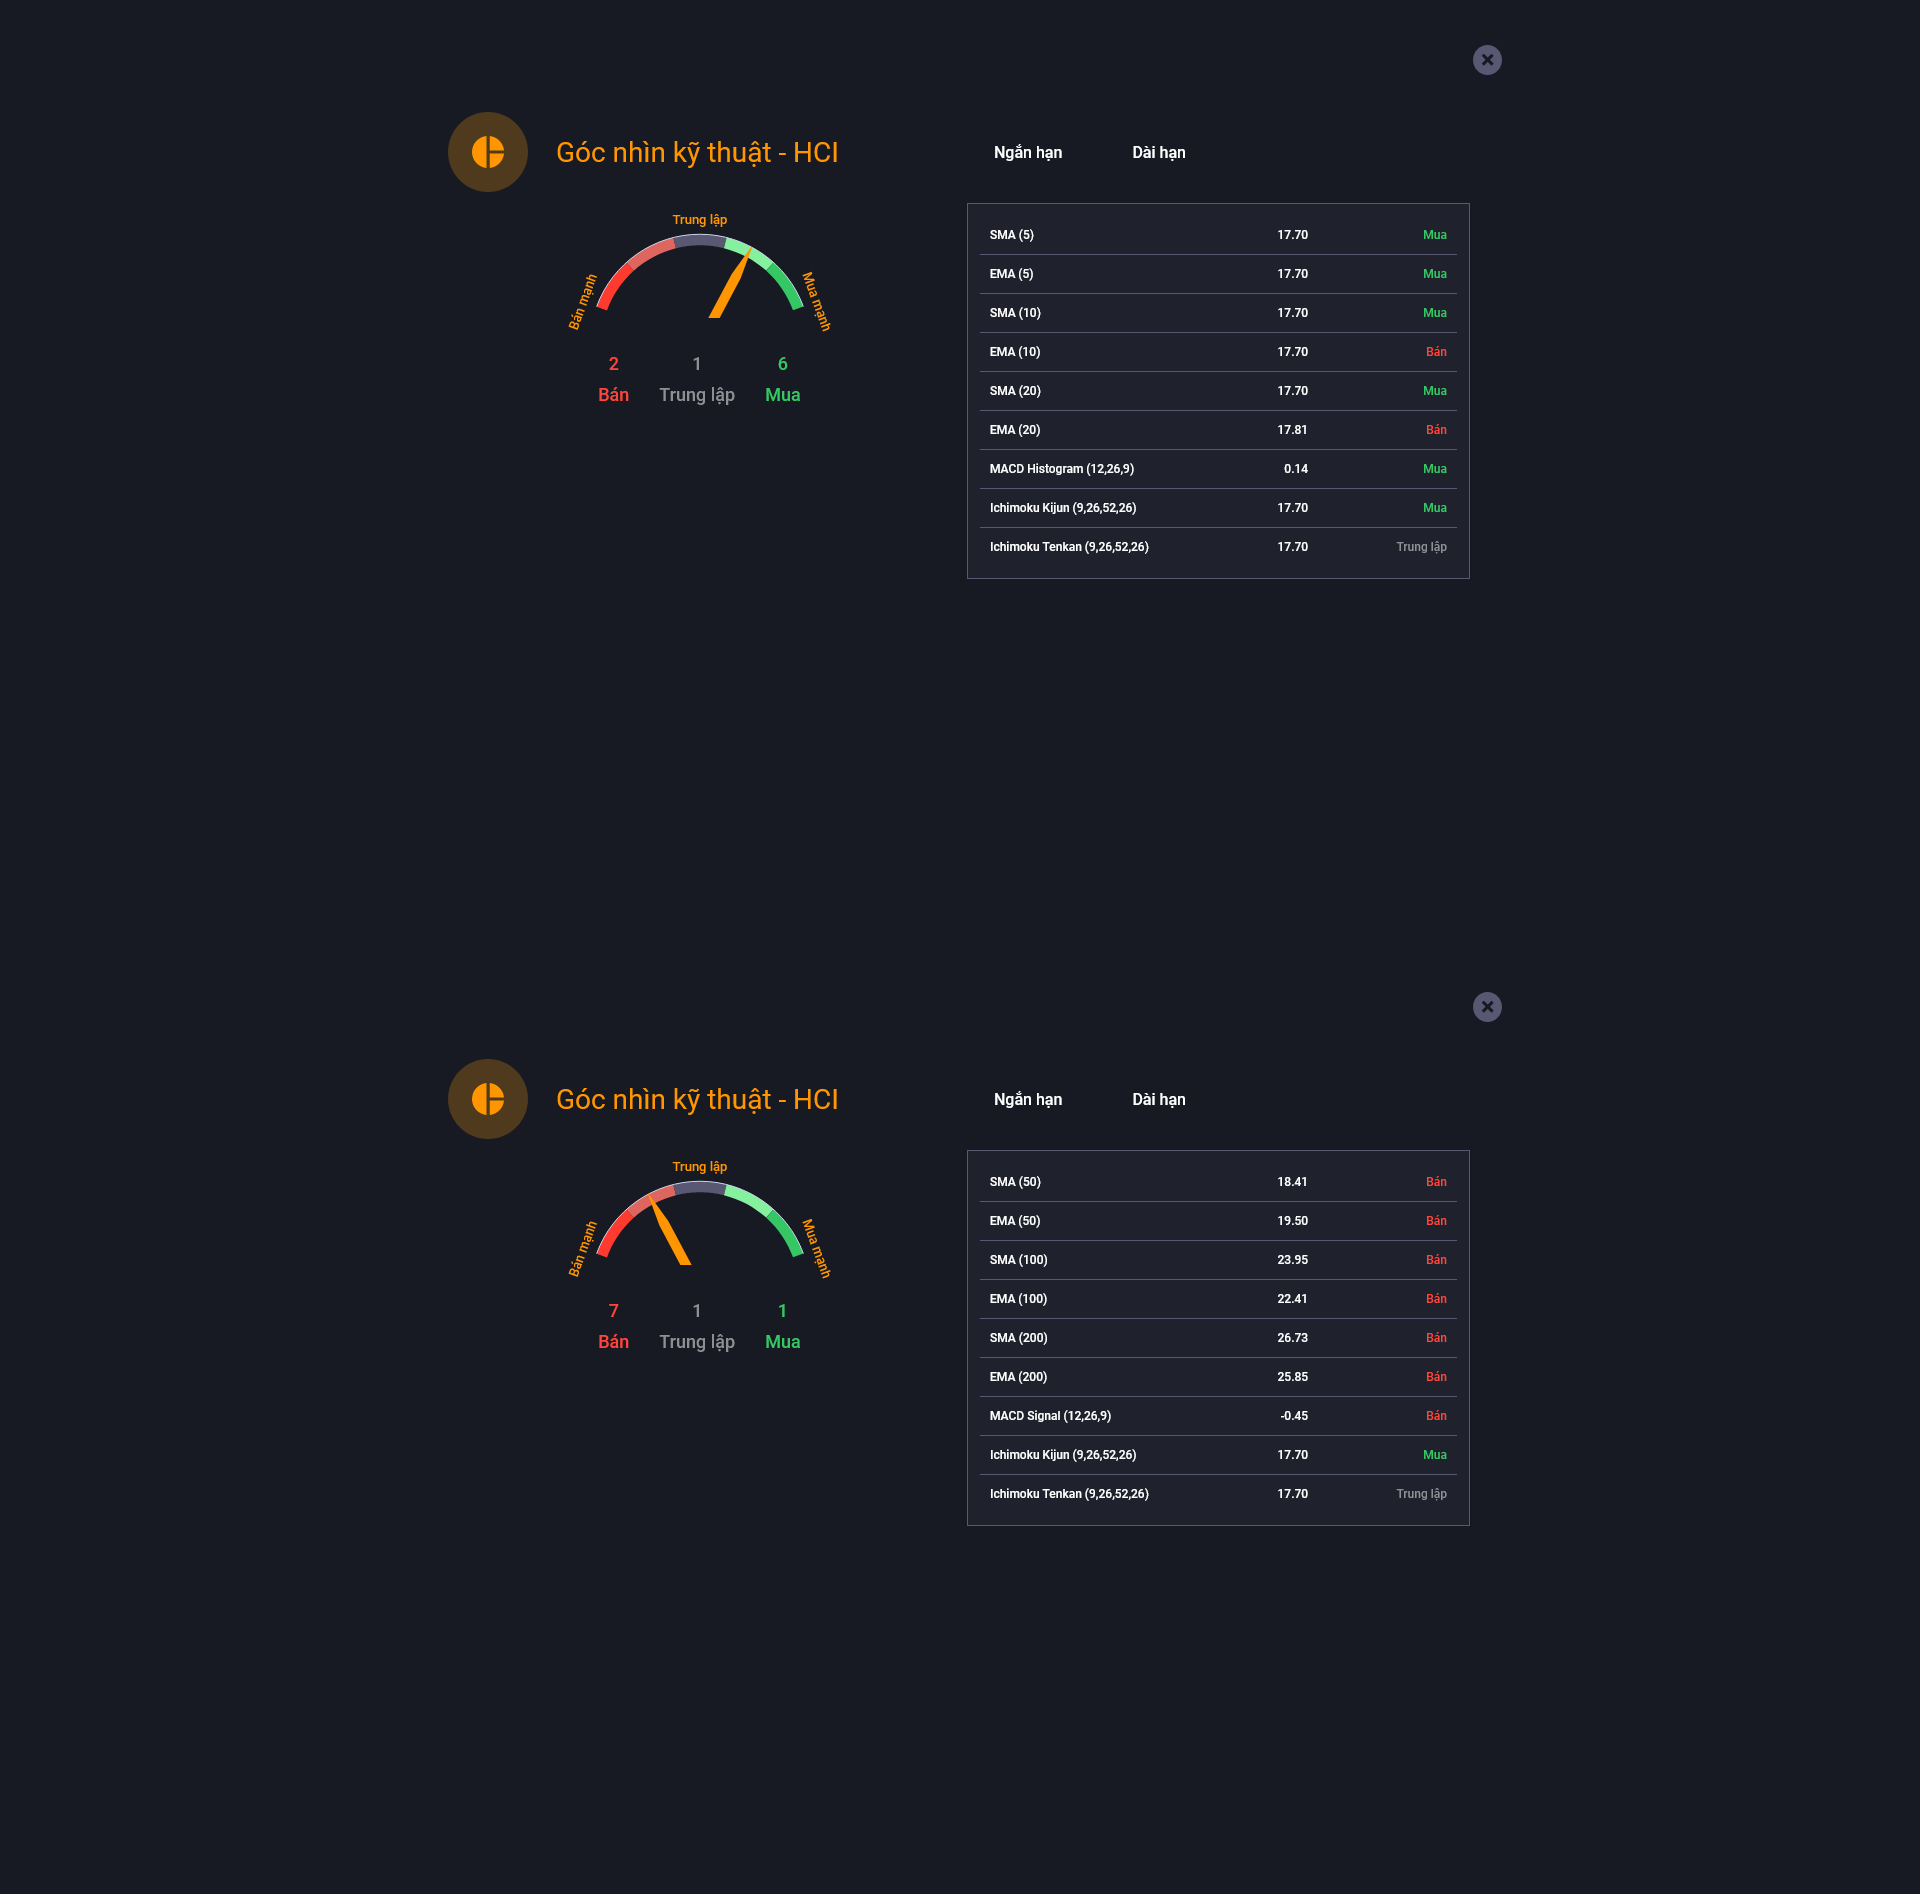 Góc nhìn kỹ thuật - HCI
Ngắn hạn Dài hạn
Trung lập
Bán mạnh
Mua mạnh
2 1 6
Bán Trung lập Mua
SMA (5) 17.70 Mua
EMA (5) 17.70 Mua
SMA (10) 17.70 Mua
EMA (10) 17.70 Bán
SMA (20) 17.70 Mua
EMA (20) 17.81 Bán
MACD Histogram (12,26,9) 0.14 Mua
Ichimoku Kijun (9,26,52,26) 17.70 Mua
Ichimoku Tenkan (9,26,52,26) 17.70 Trung lập
Góc nhìn kỹ thuật - HCI
Ngắn hạn Dài hạn
Trung lập
Bán mạnh
Mua mạnh
7 1 1
Bán Trung lập Mua
SMA (50) 18.41 Bán
EMA (50) 19.50 Bán
SMA (100) 23.95 Bán
EMA (100) 22.41 Bán
SMA (200) 26.73 Bán
EMA (200) 25.85 Bán
MACD Signal (12,26,9) -0.45 Bán
Ichimoku Kijun (9,26,52,26) 17.70 Mua
Ichimoku Tenkan (9,26,52,26) 17.70 Trung lập